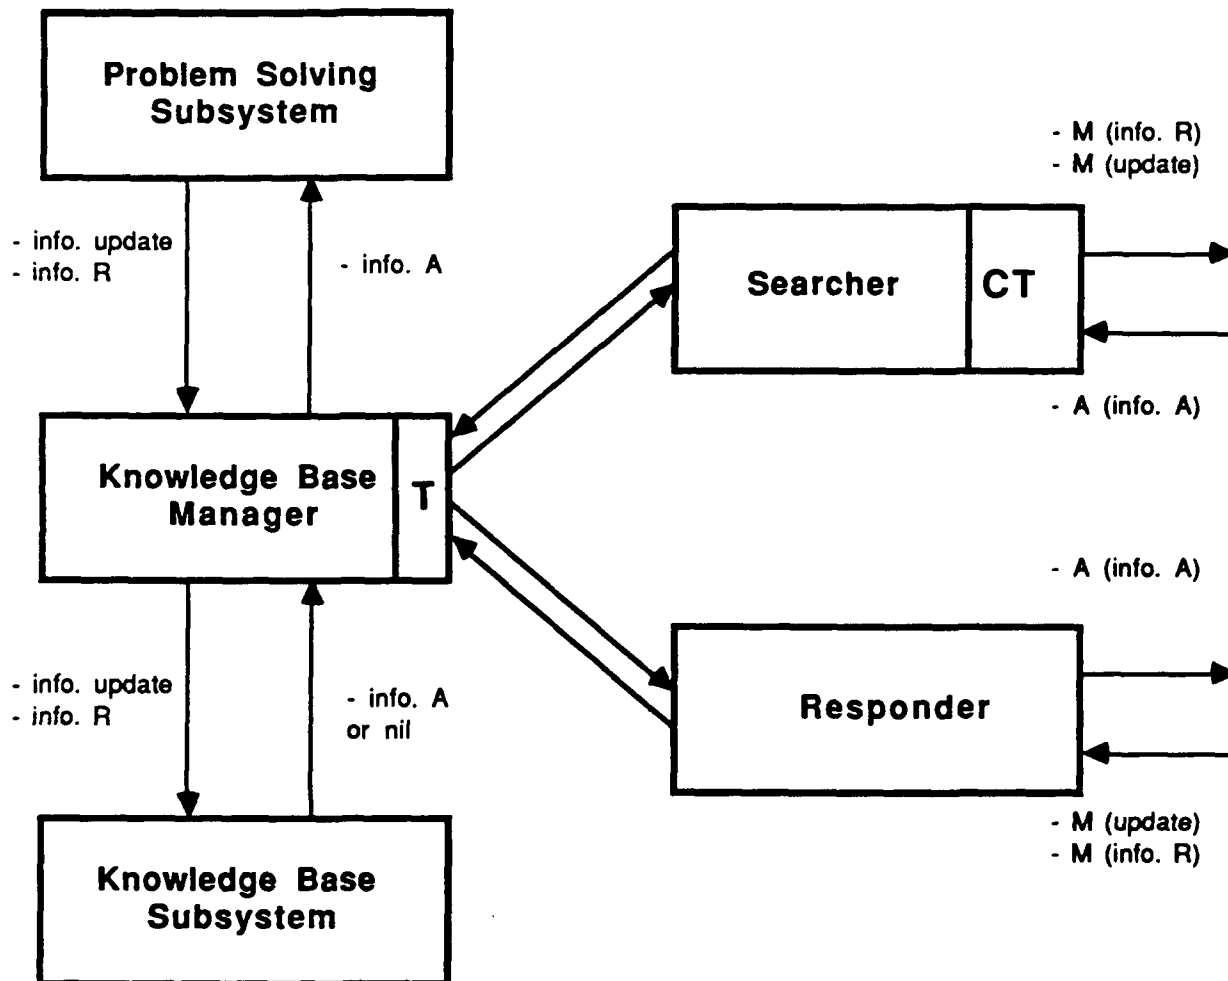 Problem Solving
Subsystem
- info. update
- info. R
- info. A
Knowledge Base
Manager
T
- info. update
- info. R
- info. A
or nil
Knowledge Base
Subsystem
- M (info. R)
- M (update)
Searcher
CT
- A (info. A)
- A (info. A)
Responder
- M (update)
- M (info. R)